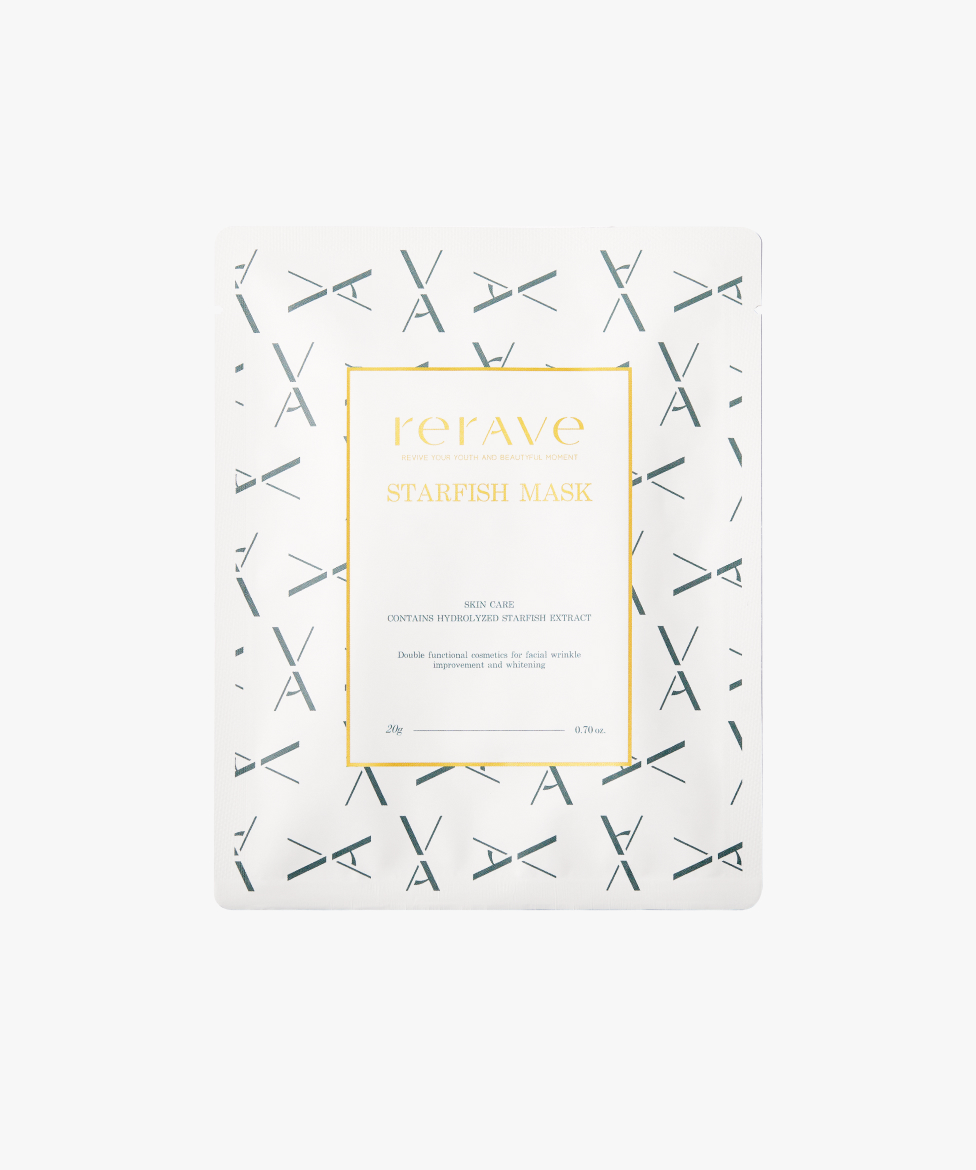 rerave
REVIVE YOUR YOUTH AND BEAUTYFUL MOMENT
STARFISH MASK
SKIN CARE
CONTAINS HYDROLYZED STARFISH EXTRACT
Double functional cosmetics for facial wrinkle
improvement and whitening
20g 0.70 oz.